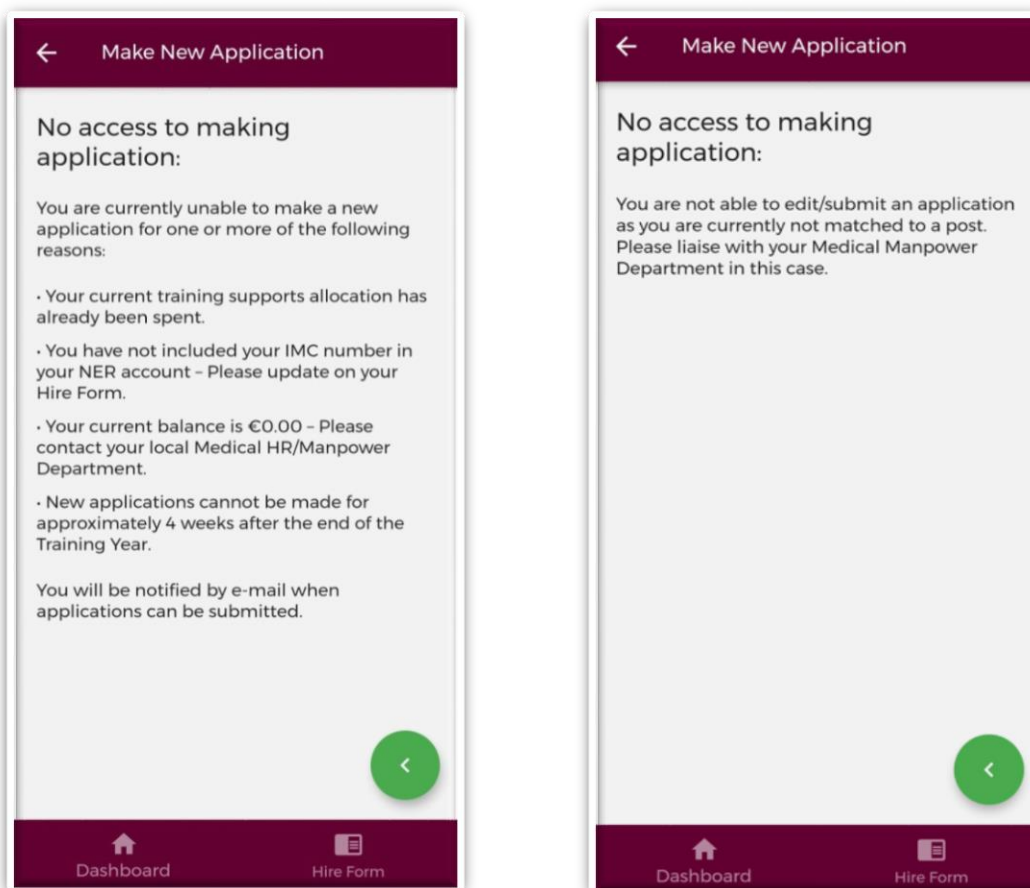 Make New Application
No access to making
application:
You are currently unable to make a new
application for one or more of the following
reasons:
• Your current training supports allocation has
already been spent.
• You have not included your IMC number in
your NER account – Please update on your
Hire Form.
• Your current balance is €0.00 – Please
contact your local Medical HR/Manpower
Department.
• New applications cannot be made for
approximately 4 weeks after the end of the
Training Year.
You will be notified by e-mail when
applications can be submitted.
Dashboard
Hire Form
Make New Application
No access to making
application:
You are not able to edit/submit an application
as you are currently not matched to a post.
Please liaise with your Medical Manpower
Department in this case.
Dashboard
Hire Form